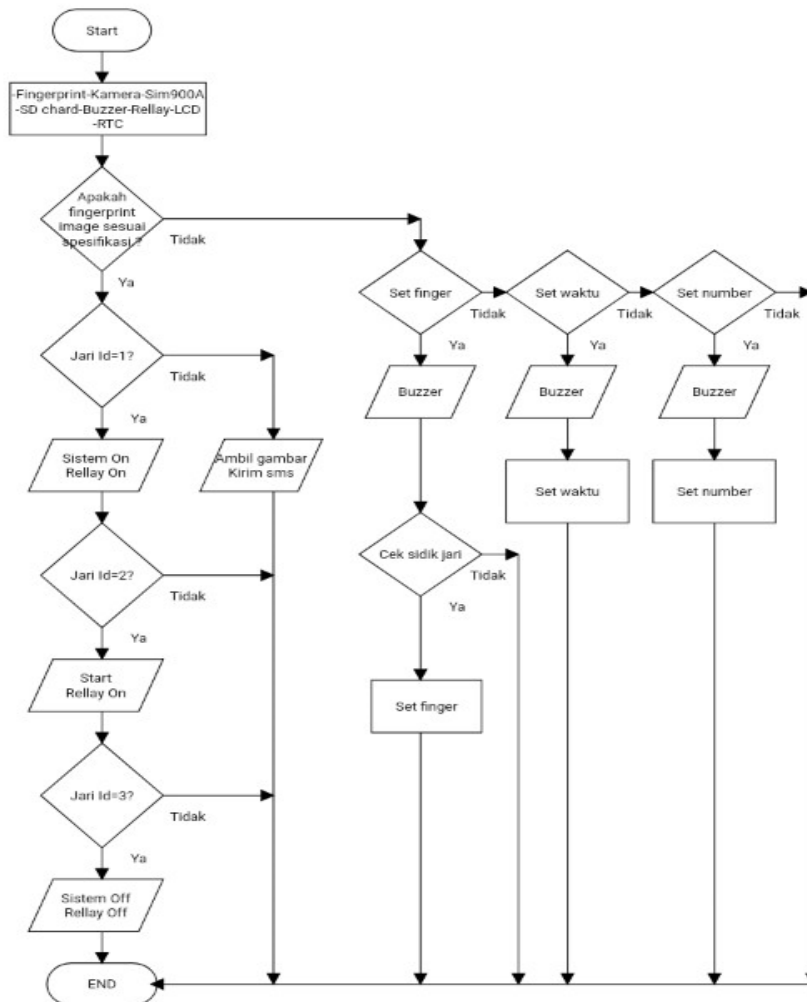 Start
-Fingerprint-Kamera-Sim900A
-SD chard-Buzzer-Rellay-LCD
-RTC
Apakah
fingerprint
image sesuai
spesifikasi ?
Tidak
Ya
Set finger
Tidak
Set waktu
Tidak
Set number
Tidak
Ya
Ya
Ya
Jari Id=1?
Tidak
Ya
Buzzer
Buzzer
Buzzer
Sistem On
Rellay On
Ambil gambar
Kirim sms
Set waktu
Set number
Jari Id=2?
Tidak
Ya
Cek sidik jari
Tidak
Ya
Start
Rellay On
Set finger
Jari Id=3?
Tidak
Ya
Sistem Off
Rellay Off
END